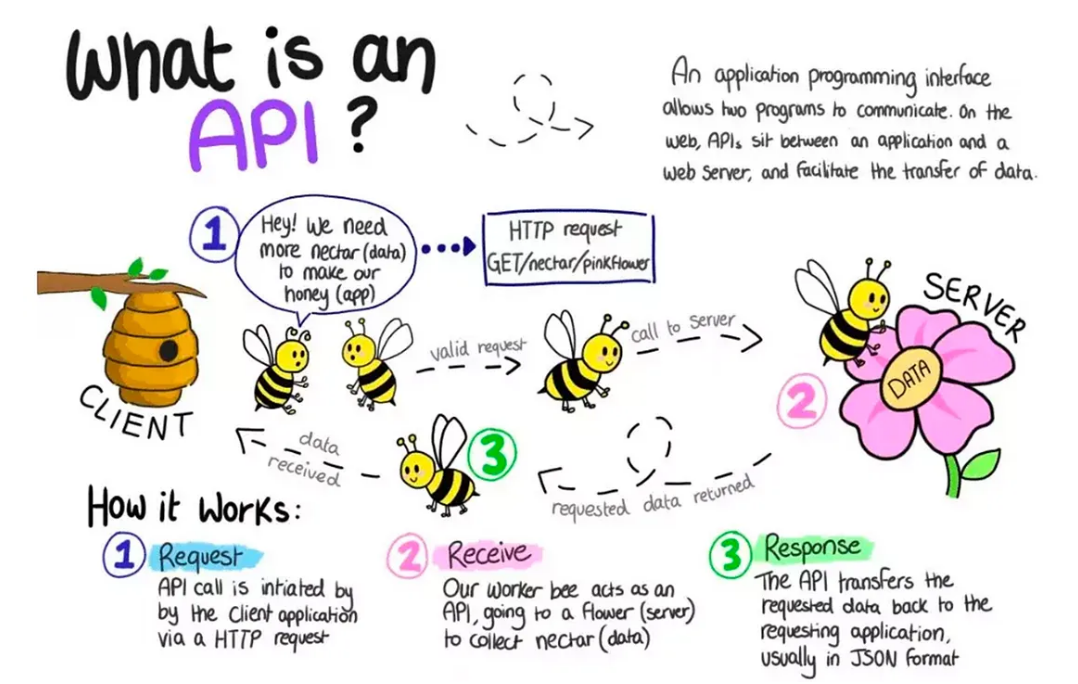 What is an
API?
An application programming interface
allows two programs to communicate. On the
web, APIs sit between an application and a
web server, and facilitate the transfer of data.
1
Hey! We need
more nectar (data)
to make our
honey (app)
HTTP request
GET/nectar/pinkflower
CLIENT
valid request
call to server
SERVER
DATA
2
data
received
3
requested data returned
How it works:
1 Request
API call is intiated by
by the client application
via a HTTP request
2 Receive
Our worker bee acts as an
API, going to a flower (server)
to collect nectar (data)
3 Response
The API transfers the
requested data back to the
requesting application,
usually in JSON format